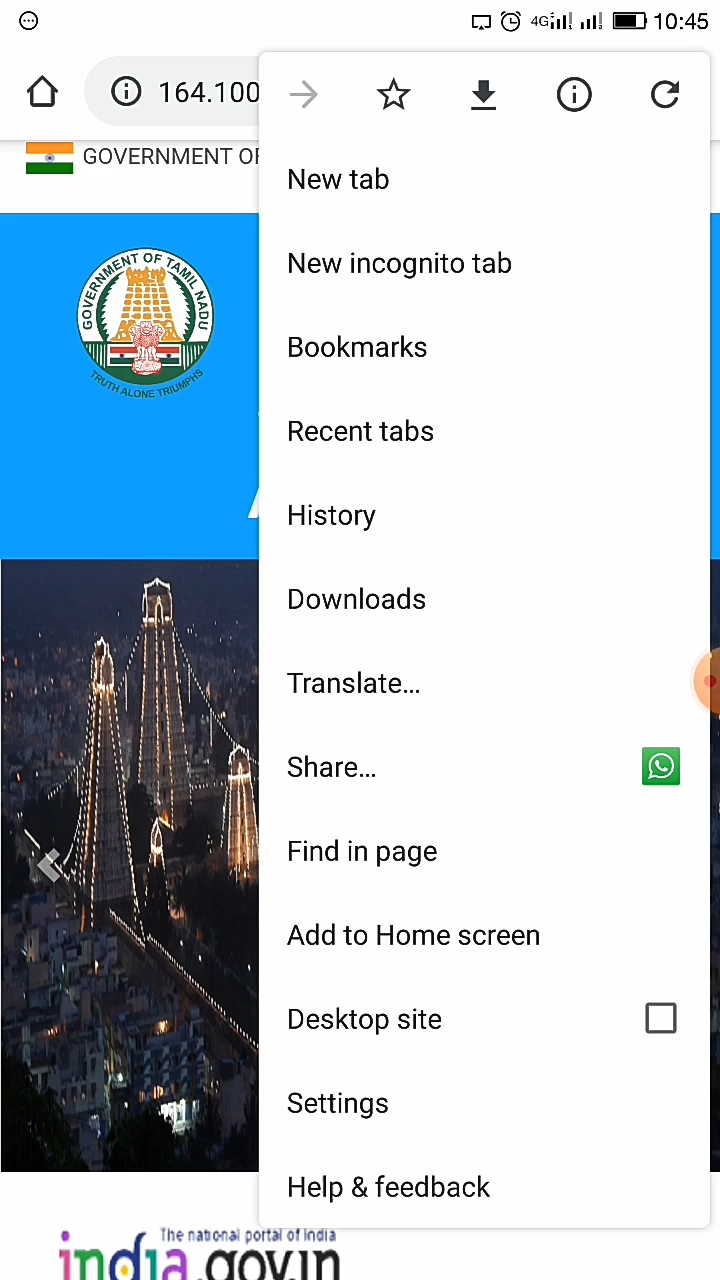 4G
10:45
164.100
GOVERNMENT OF
New tab
GOVERNMENT OF TAMIL NADU
TRUTH ALONE TRIUMPHS
New incognito tab
Bookmarks
Recent tabs
History
Downloads
Translate...
Share...
Find in page
Add to Home screen
Desktop site
Settings
Help & feedback
The national portal of India
india.gov.in